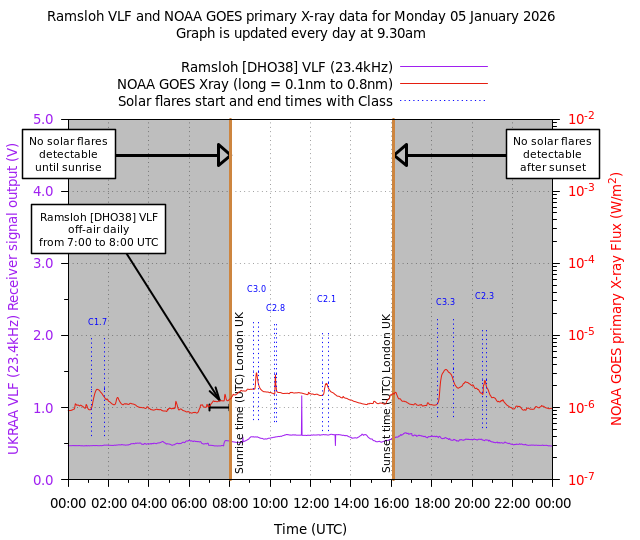 Ramsloh VLF and NOAA GOES primary X-ray data for Monday 05 January 2026
Graph is updated every day at 9.30am
Ramsloh [DHO38] VLF (23.4kHz)
NOAA GOES Xray (long = 0.1nm to 0.8nm)
Solar flares start and end times with Class
5.0
4.0
3.0
2.0
1.0
0.0
UKRAA VLF (23.4kHz) Receiver signal output (V)
No solar flares
detectable
until sunrise
Ramsloh [DHO38] VLF
off-air daily
from 7:00 to 8:00 UTC
No solar flares
detectable
after sunset
C1.7
C3.0
C2.8
C2.1
C3.3
C2.3
Sunrise time (UTC) London UK
Sunset time (UTC) London UK
10⁻²
10⁻³
10⁻⁴
10⁻⁵
10⁻⁶
10⁻⁷
NOAA GOES primary X-ray Flux (W/m²)
00:00 02:00 04:00 06:00 08:00 10:00 12:00 14:00 16:00 18:00 20:00 22:00 00:00
Time (UTC)